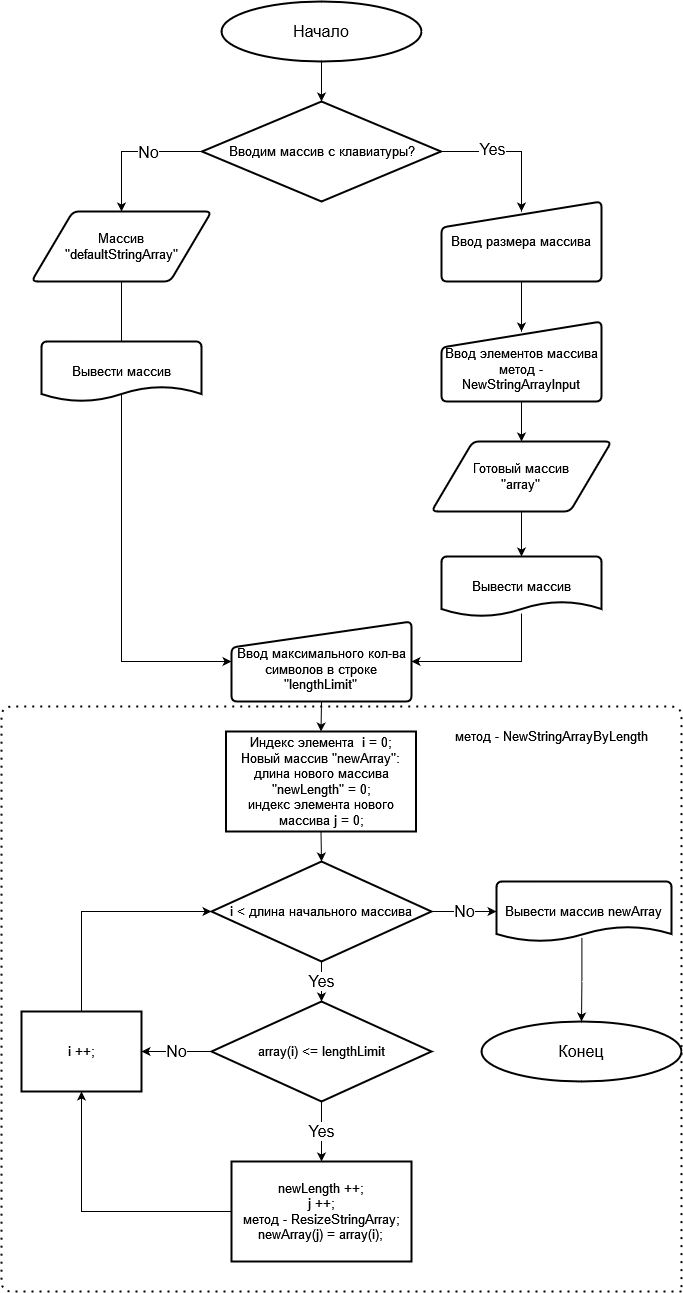 Начало
Вводим массив с клавиатуры?
No
Yes
Массив
"defaultStringArray"
Ввод размера массива
Вывести массив
Ввод элементов массива
метод -
NewStringArrayInput
Готовый массив
"array"
Вывести массив
Ввод максимального кол-ва
символов в строке
"lengthLimit"
метод - NewStringArrayByLength
Индекс элемента i = 0;
Новый массив "newArray":
длина нового массива
"newLength" = 0;
индекс элемента нового
массива j = 0;
i < длина начального массива
No
Вывести массив newArray
Yes
i ++;
No
array(i) <= lengthLimit
Конец
Yes
newLength ++;
j ++;
метод - ResizeStringArray;
newArray(j) = array(i);